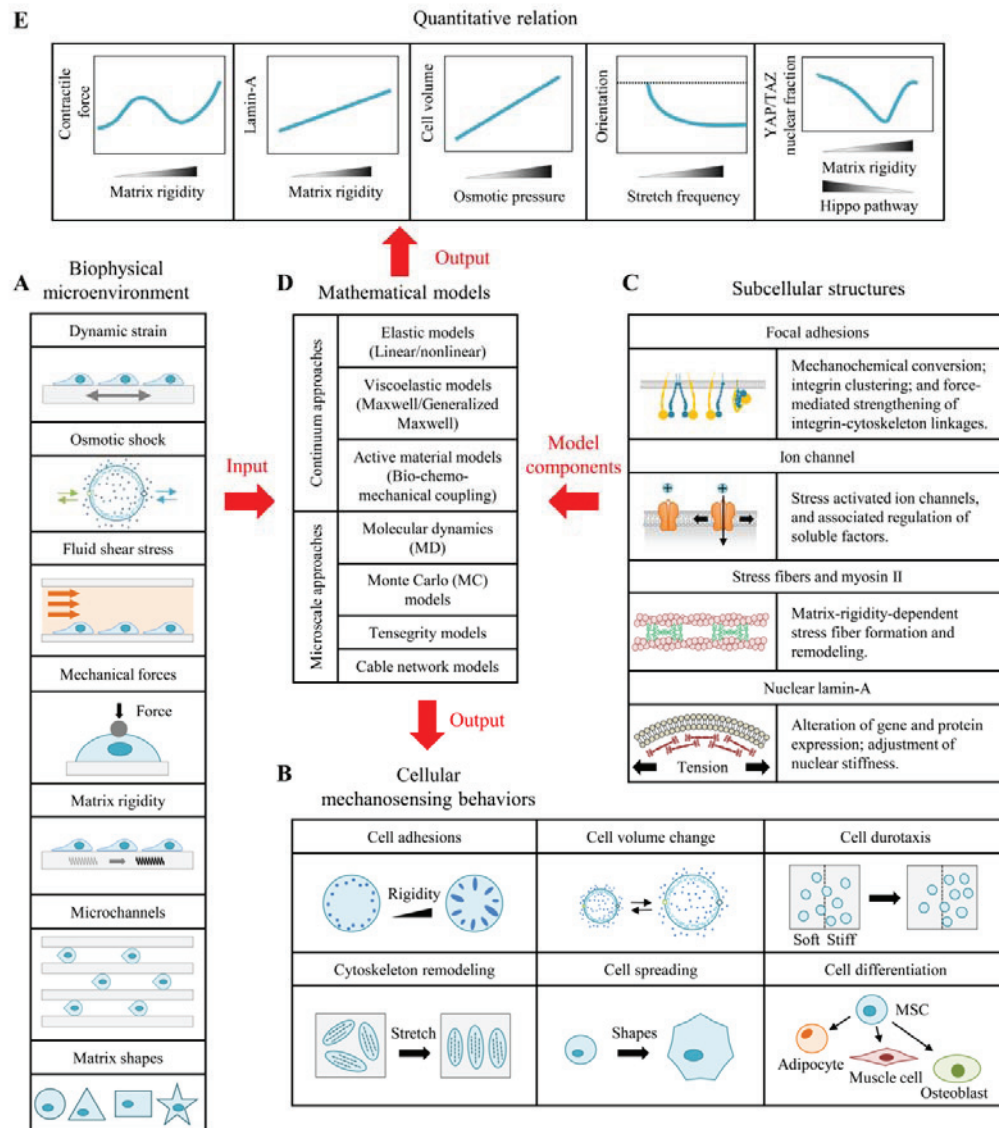 E
Quantitative relation
Contractile
force
Matrix rigidity
Lamin-A
Matrix rigidity
Cell volume
Osmotic pressure
Orientation
Stretch frequency
YAP/TAZ
nuclear fraction
Matrix rigidity
Hippo pathway
Output
A
Biophysical
microenvironment
Dynamic strain
Osmotic shock
Fluid shear stress
Mechanical forces
Force
Matrix rigidity
Microchannels
Matrix shapes
Input
D
Mathematical models
Continuum approaches
Elastic models
(Linear/nonlinear)
Viscoelastic models
(Maxwell/Generalized
Maxwell)
Active material models
(Bio-chemo-
mechanical coupling)
Microscale approaches
Molecular dynamics
(MD)
Monte Carlo (MC)
models
Tensegrity models
Cable network models
Model
components
C
Subcellular structures
Focal adhesions
Mechanochemical conversion;
integrin clustering; and force-
mediated strengthening of
integrin-cytoskeleton linkages.
Ion channel
Stress activated ion channels,
and associated regulation of
soluble factors.
Stress fibers and myosin II
Matrix-rigidity-dependent
stress fiber formation and
remodeling.
Nuclear lamin-A
Tension
Alteration of gene and protein
expression; adjustment of
nuclear stiffness.
Output
B
Cellular
mechanosensing behaviors
Cell adhesions
Rigidity
Cell volume change
Cell durotaxis
Soft Stiff
Cytoskeleton remodeling
Stretch
Cell spreading
Shapes
Cell differentiation
MSC
Adipocyte
Muscle cell
Osteoblast